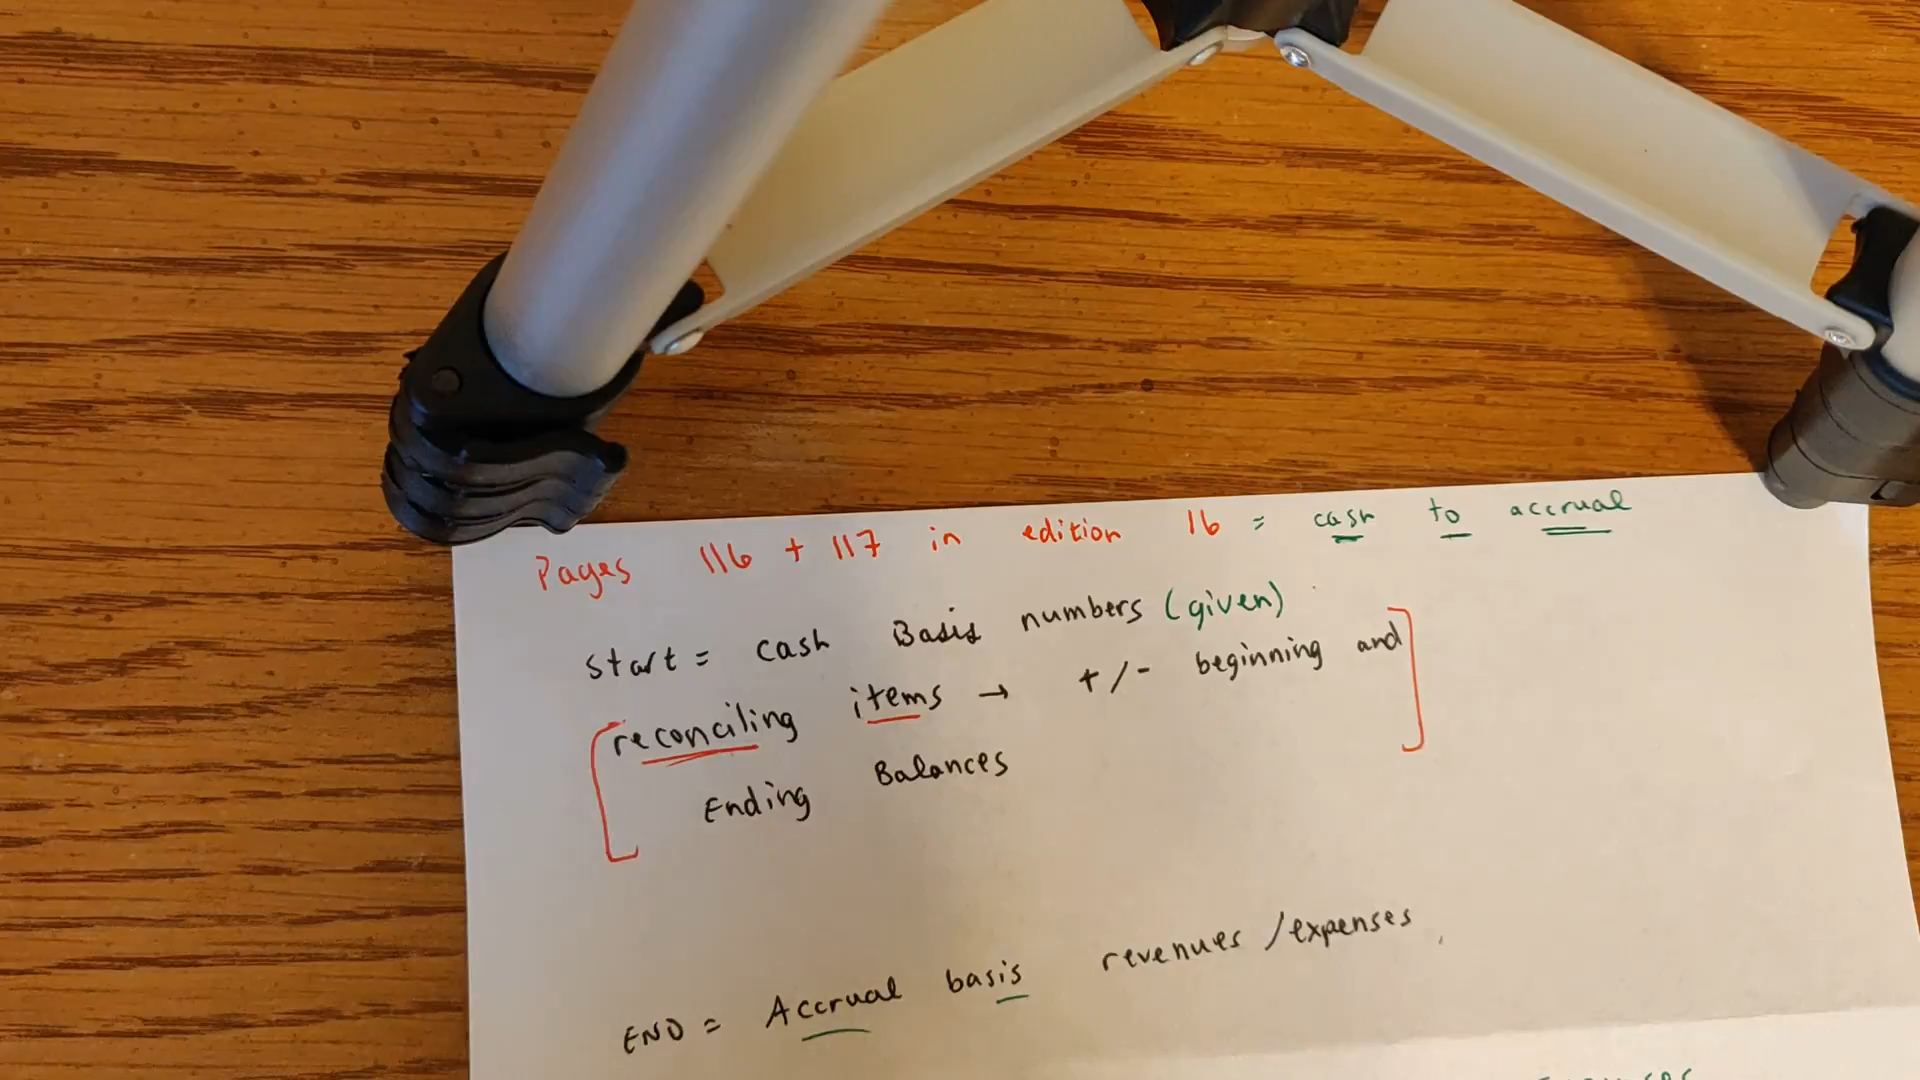 Pages 116 + 117 in edition 16 = cash to accrual
start = cash Basis numbers (given)
reconciling items → +/- beginning and
Ending Balances
END = Accrual basis revenues/expenses